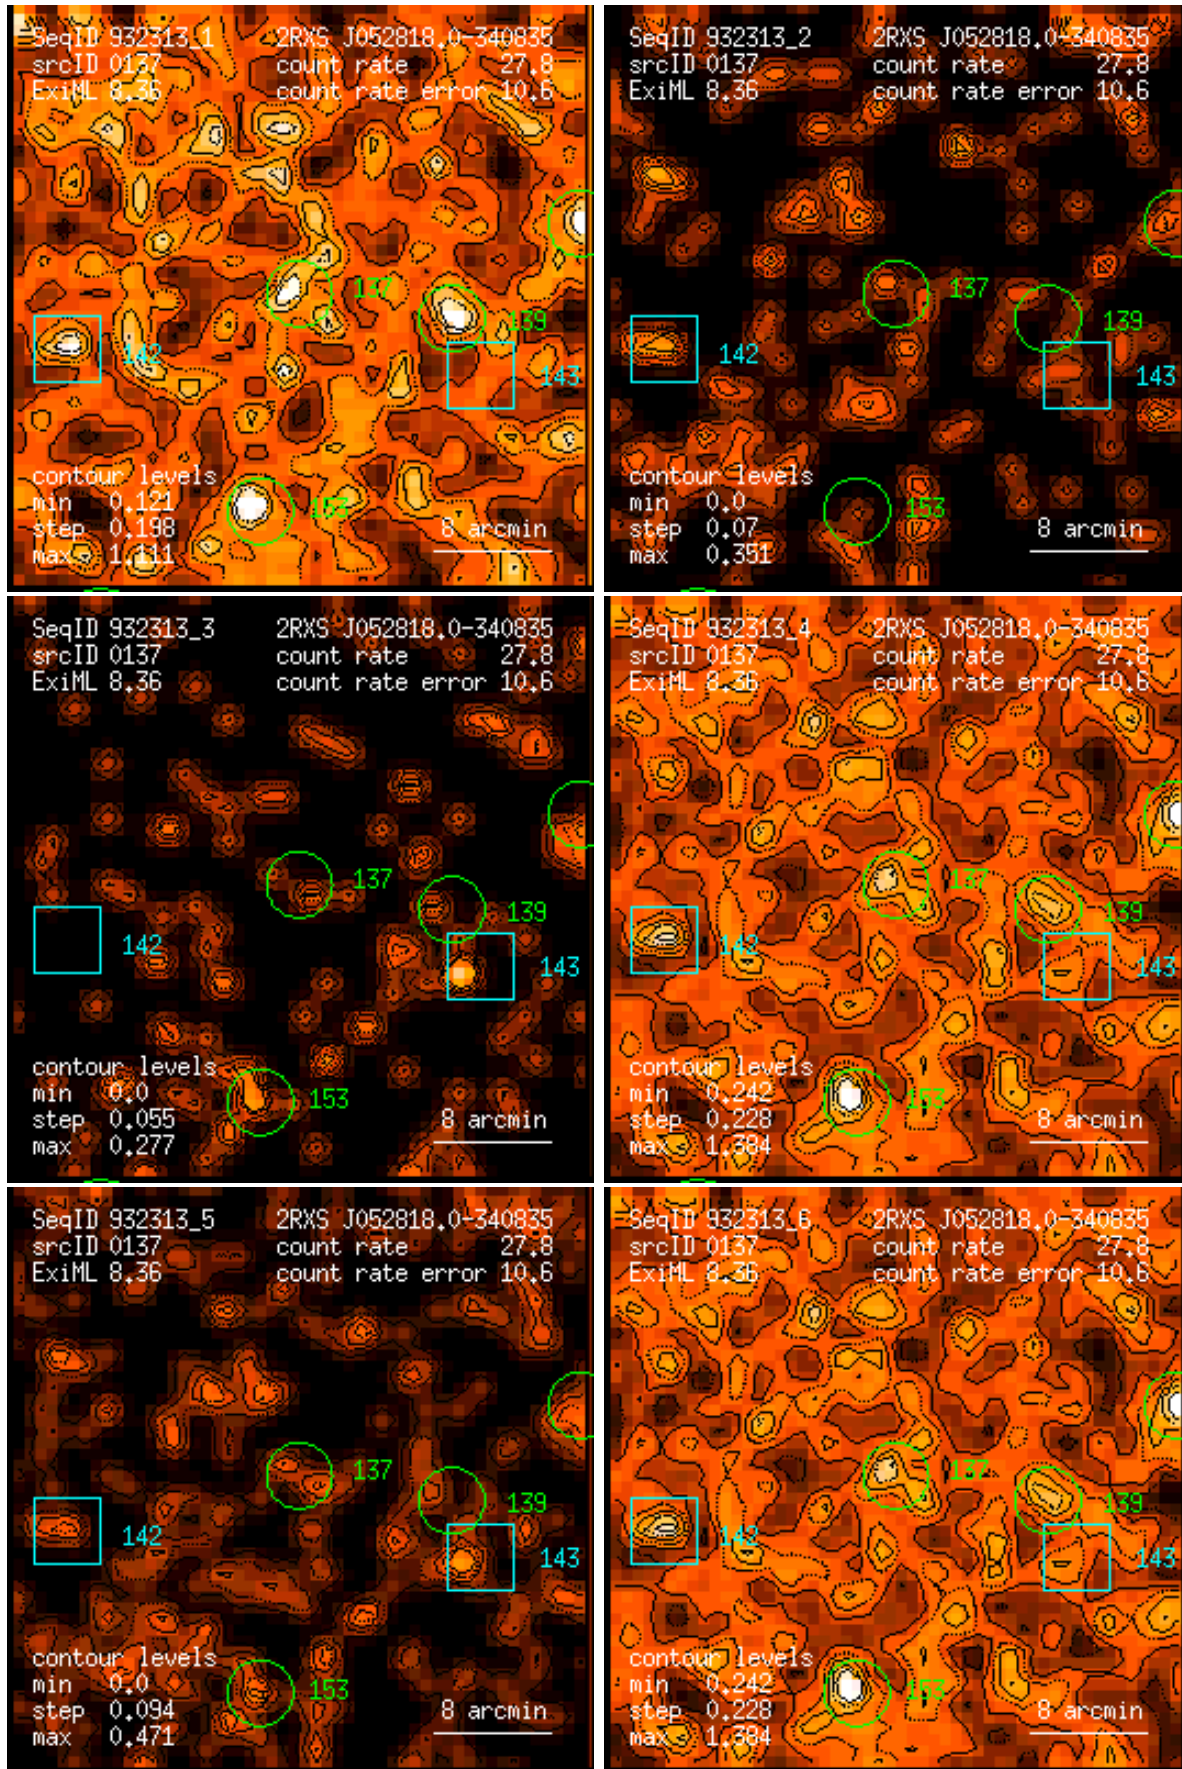 SeqID 932313_1 2RXS J052818.0-340835
srcID 0137 count rate 27.8
ExiML 8.36 count rate error 10.6
137
139
142
143
contour levels
min 0.121
153
step 0.198 8 arcmin
max 1.111
SeqID 932313_2 2RXS J052818.0-340835
srcID 0137 count rate 27.8
ExiML 8.36 count rate error 10.6
137
139
142
143
contour levels
min 0.0
153
step 0.07 8 arcmin
max 0.351
SeqID 932313_3 2RXS J052818.0-340835
srcID 0137 count rate 27.8
ExiML 8.36 count rate error 10.6
137
139
142
143
contour levels
min 0.0
153
step 0.055 8 arcmin
max 0.277
SeqID 932313_4 2RXS J052818.0-340835
srcID 0137 count rate 27.8
ExiML 8.36 count rate error 10.6
137
139
142
143
contour levels
min 0.242
153
step 0.228 8 arcmin
max 1.384
SeqID 932313_5 2RXS J052818.0-340835
srcID 0137 count rate 27.8
ExiML 8.36 count rate error 10.6
137
139
142
143
contour levels
min 0.0
153
step 0.094 8 arcmin
max 0.471
SeqID 932313_6 2RXS J052818.0-340835
srcID 0137 count rate 27.8
ExiML 8.36 count rate error 10.6
137
139
142
143
contour levels
min 0.242
153
step 0.228 8 arcmin
max 1.384